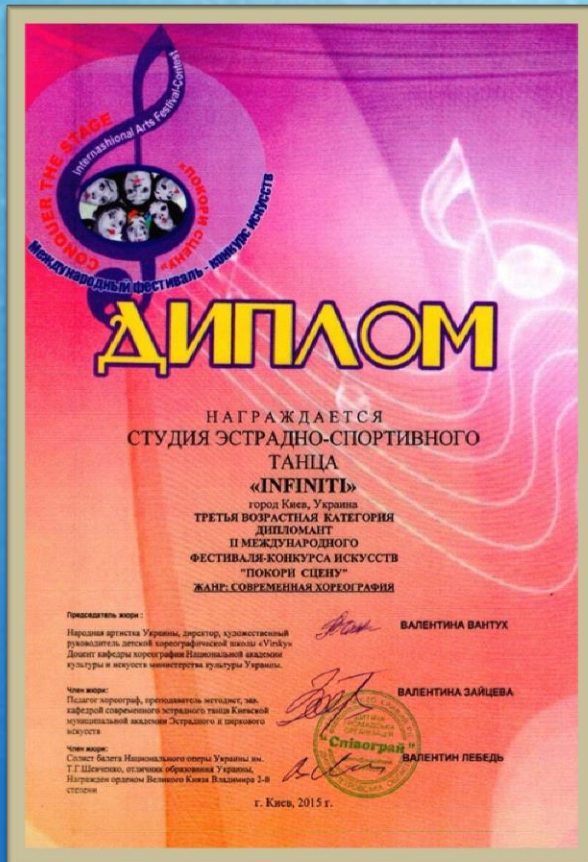 CONQUER THE STAGE
Internashional Arts Festival-Contest
«ПОКОРИ СЦЕНУ»
Международный фестиваль - конкурс искусств
ДИПЛОМ
НАГРАЖДАЕТСЯ
СТУДИЯ ЭСТРАДНО-СПОРТИВНОГО
ТАНЦА
«INFINITI»
город Киев, Украина
ТРЕТЬЯ ВОЗРАСТНАЯ КАТЕГОРИЯ
ДИПЛОМАНТ
II МЕЖДУНАРОДНОГО
ФЕСТИВАЛЯ-КОНКУРСА ИСКУССТВ
"ПОКОРИ СЦЕНУ"
ЖАНР: СОВРЕМЕННАЯ ХОРЕОГРАФИЯ
Председатель жюри :
Народная артистка Украины, директор, художественный
руководитель детской хореографической школы «Virsky»
Доцент кафедры хореографии Национальной академии
культуры и искусств министерства культуры Украины.
ВАЛЕНТИНА ВАНТУХ
Член жюри:
Педагог хореограф, преподаватель методист, зав.
кафедрой современного эстрадного танца Киевской
муниципальной академии Эстрадного и циркового
искусств
ВАЛЕНТИНА ЗАЙЦЕВА
Член жюри:
Солист балета Национального оперы Украины им.
Т.Г.Шевченко, отличник образования Украины,
Награжден орденом Великого Князя Владимира 2-й
степени
ВАЛЕНТИН ЛЕБЕДЬ
ДИТЯЧА
ГРОМАДСЬКА
ОРГАНІЗАЦІЯ
"Співограй"
г. Киев, 2015 г.